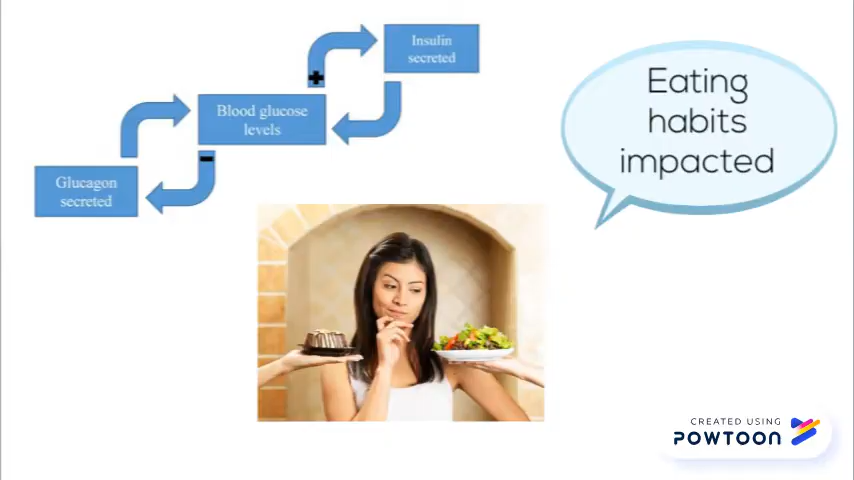 Insulin
secreted
+
Blood glucose
levels
-
Glucagon
secreted
Eating
habits
impacted
CREATED USING
POWTOON